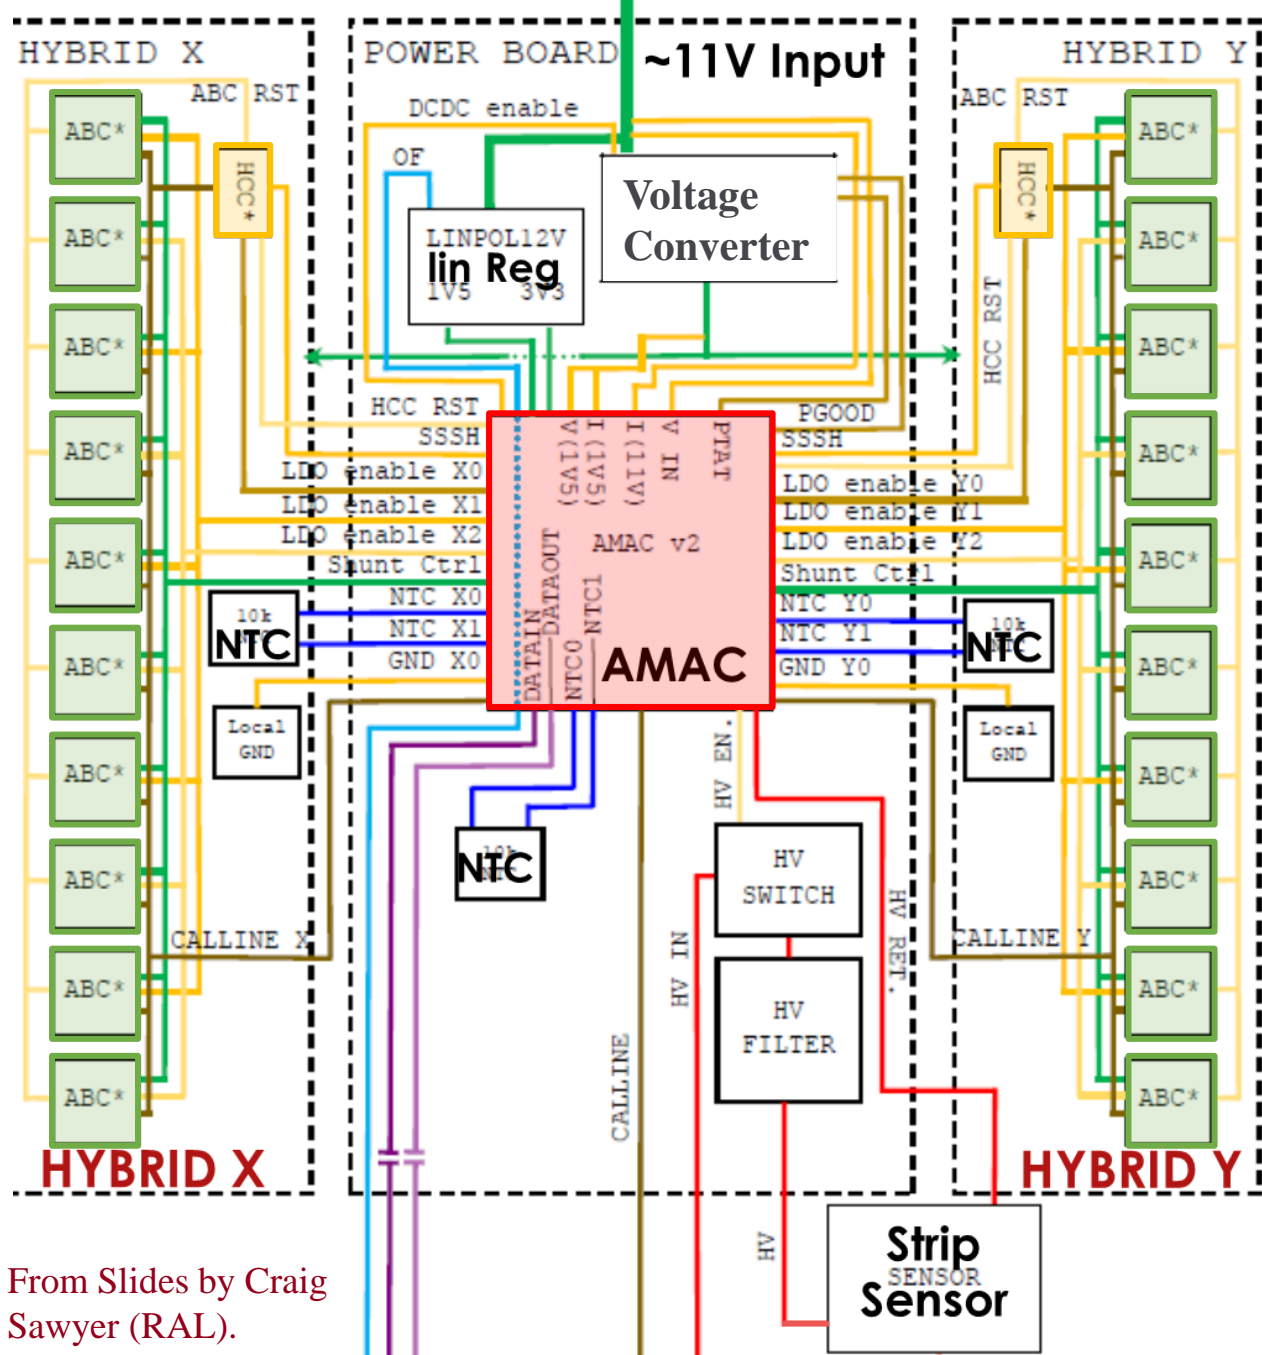 HYBRID X
POWER BOARD
~11V Input
HYBRID Y
ABC RST
DCDC enable
ABC RST
OF
ABC*
ABC*
ABC*
ABC*
ABC*
ABC*
ABC*
ABC*
ABC*
ABC*
HCC*
LINPOL12V
lin Reg
1V5 3V3
Voltage
Converter
HCC*
ABC*
ABC*
ABC*
ABC*
ABC*
ABC*
ABC*
ABC*
ABC*
ABC*
HCC RST
HCC RST
SSSH
LDO enable X0
LDO enable X1
LDO enable X2
Shunt Ctrl
NTC X0
NTC X1
GND X0
V(1V5)
I(1V5)
I(11V)
V IN
PTAT
AMAC v2
DATAIN
DATAOUT
NTC0
NTC1
AMAC
PGOOD
SSSH
LDO enable Y0
LDO enable Y1
LDO enable Y2
Shunt Ctrl
NTC Y0
NTC Y1
GND Y0
10k
NTC
Local
GND
10k
NTC
Local
GND
10k
NTC
HV EN.
HV
SWITCH
HV
FILTER
HV IN
HV RET.
CALLINE X
CALLINE Y
CALLINE
HYBRID X
HYBRID Y
HV
Strip
SENSOR
Sensor
From Slides by Craig
Sawyer (RAL).